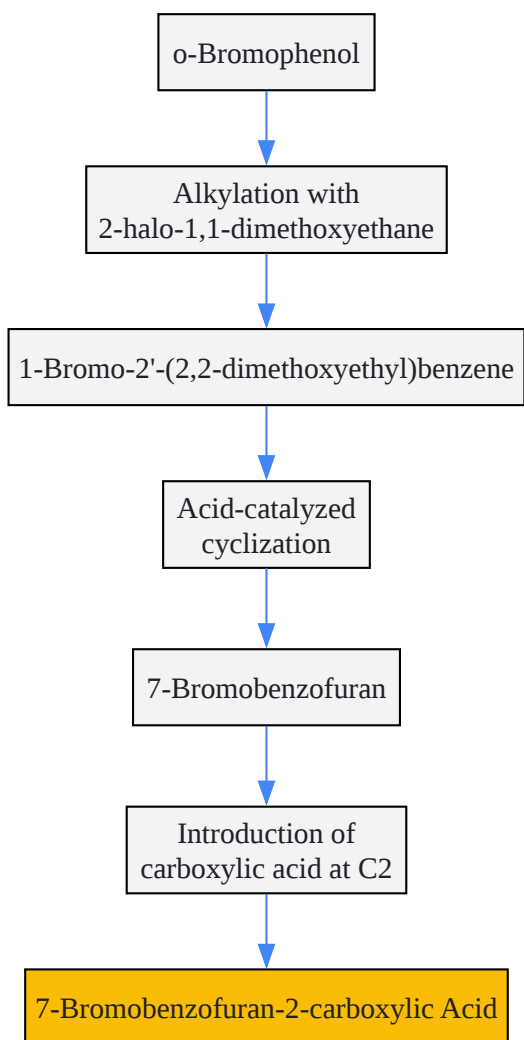 o-Bromophenol
Alkylation with
2-halo-1,1-dimethoxyethane
1-Bromo-2'-(2,2-dimethoxyethyl)benzene
Acid-catalyzed
cyclization
7-Bromobenzofuran
Introduction of
carboxylic acid at C2
7-Bromobenzofuran-2-carboxylic Acid